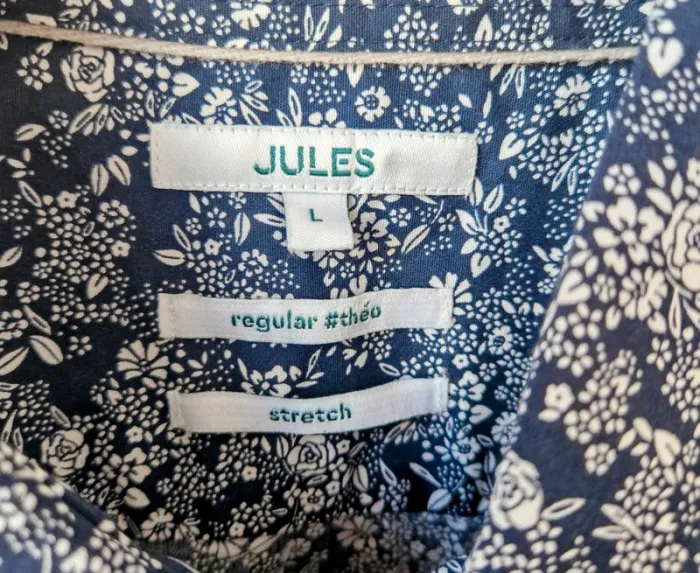 JULES
L
regular #théo
stretch